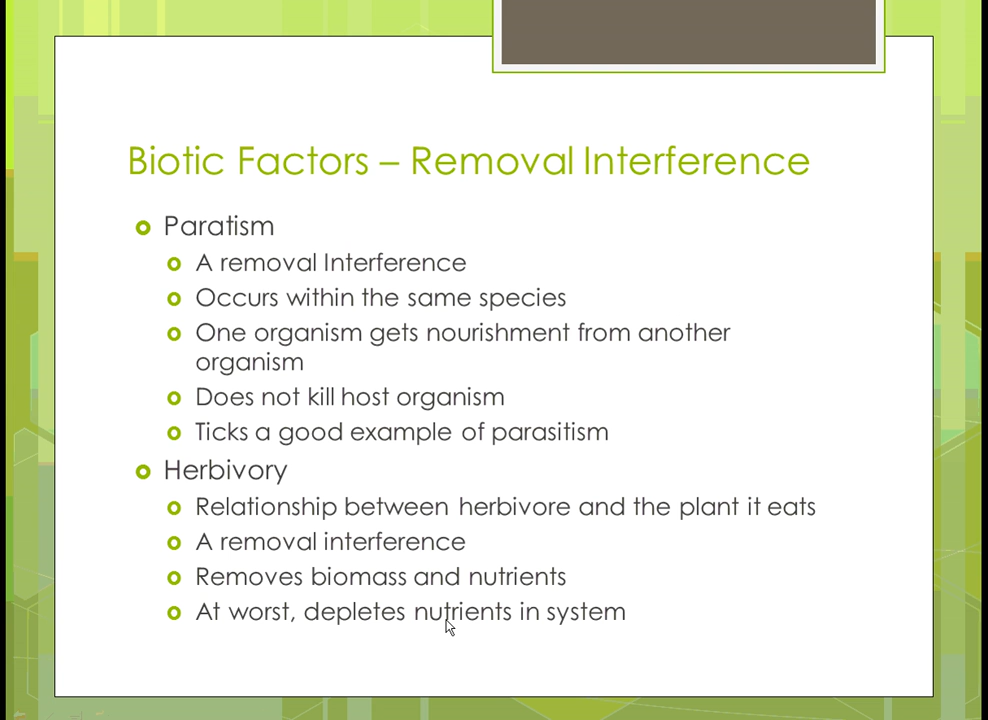 Biotic Factors – Removal Interference
Paratism
A removal Interference
Occurs within the same species
One organism gets nourishment from another
organism
Does not kill host organism
Ticks a good example of parasitism
Herbivory
Relationship between herbivore and the plant it eats
A removal interference
Removes biomass and nutrients
At worst, depletes nutrients in system